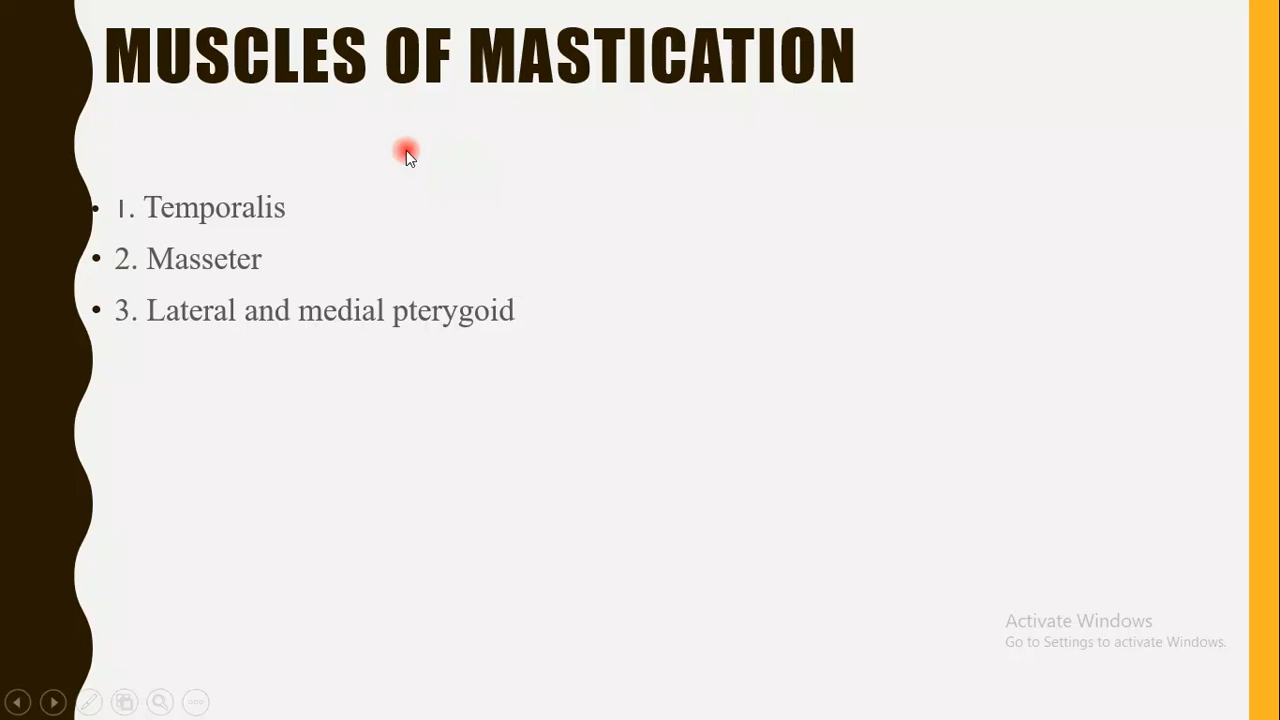 MUSCLES OF MASTICATION
• 1. Temporalis
• 2. Masseter
• 3. Lateral and medial pterygoid
Activate Windows
Go to Settings to activate Windows.